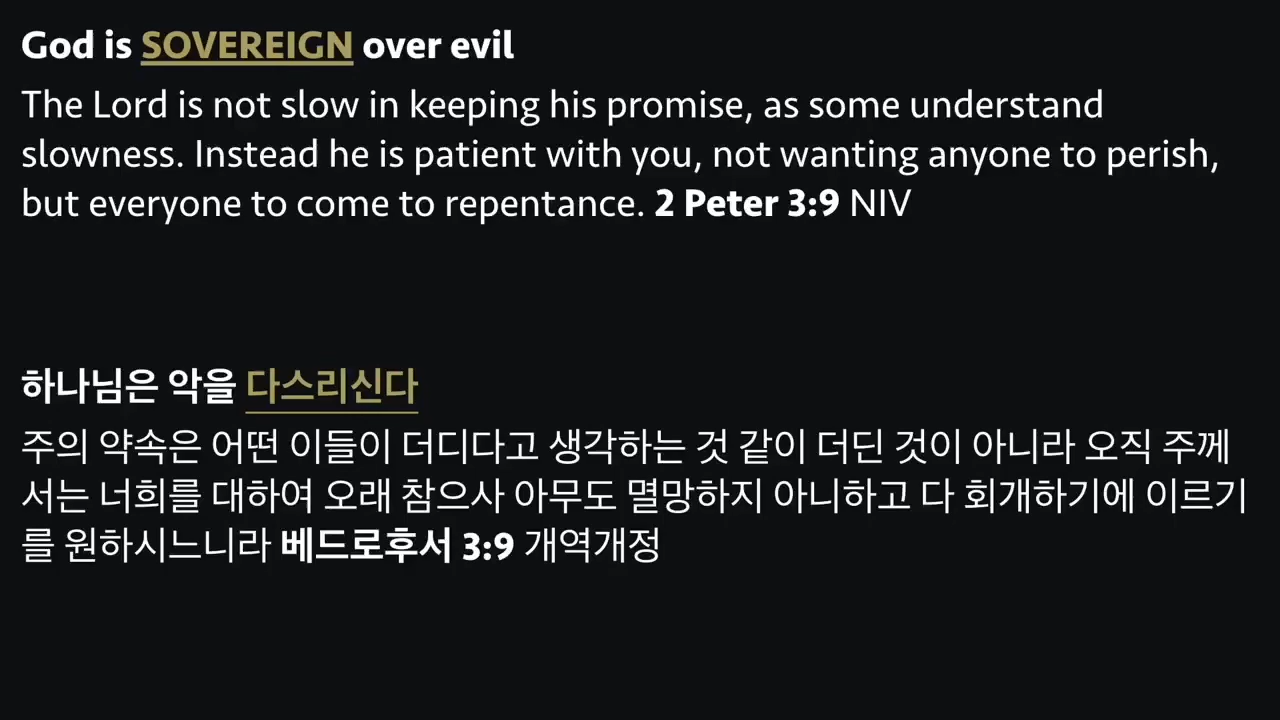 God is SOVEREIGN over evil
The Lord is not slow in keeping his promise, as some understand
slowness. Instead he is patient with you, not wanting anyone to perish,
but everyone to come to repentance. 2 Peter 3:9 NIV
하나님은 악을 다스리신다
주의 약속은 어떤 이들이 더디다고 생각하는 것 같이 더딘 것이 아니라 오직 주께
서는 너희를 대하여 오래 참으사 아무도 멸망하지 아니하고 다 회개하기에 이르기
를 원하시느니라 베드로후서 3:9 개역개정